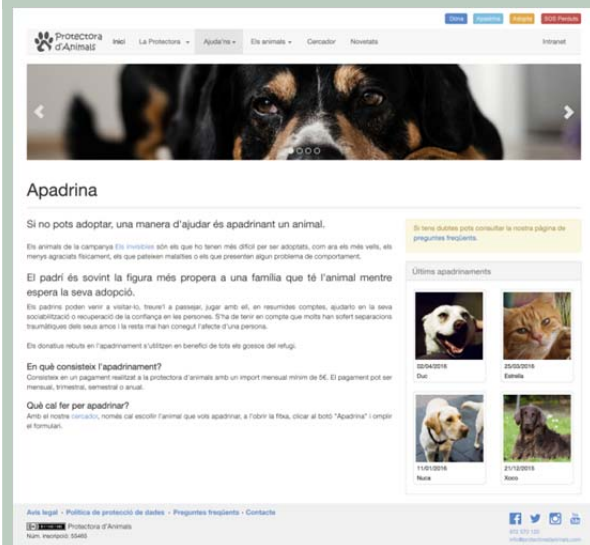 Dóna Apadrina Adopta SOS Perduts
Protectora d'Animals Inici La Protectora Ajuda'ns Els animals Cercador Novetats Intranet
Apadrina
Si no pots adoptar, una manera d'ajudar és apadrinant un animal.
Els animals de la campanya Els invisibles són els que ho tenen més difícil per ser adoptats, com ara els més vells, els
menys agraciats físicament, els que pateixen malalties o els que presenten algun problema de comportament.
El padrí és sovint la figura més propera a una família que té l'animal mentre
espera la seva adopció.
Els padrins poden venir a visitar-lo, treure'l a passejar, jugar amb ell, en resumides comptes, ajudarlo en la seva
sociabilització o recuperació de la confiança en les persones. S'ha de tenir en compte que molts han sofert separacions
traumàtiques dels seus amos i la resta mai han conegut l'afecte d'una persona.
Els donatius rebuts en l'apadrinament s'utilitzen en benefici de tots els gossos del refugi.
En què consisteix l'apadrinament?
Consisteix en un pagament realitzat a la protectora d'animals amb un import mensual mínim de 6€. El pagament pot ser
mensual, trimestral, semestral o anual.
Què cal fer per apadrinar?
Amb el nostre cercador, només cal escollir l'animal que vols apadrinar, a l'obrir la fitxa, clicar al botó "Apadrina" i omplir
el formulari.
Si tens dubtes pots consultar la nostra pàgina de
preguntes freqüents.
Últims apadrinaments
02/04/2016
Duc
25/03/2016
Estrella
11/01/2016
Nuca
21/12/2015
Xoco
Avís legal - Política de protecció de dades - Preguntes freqüents - Contacte
Protectora d'Animals
Núm. Inscripció: 55465